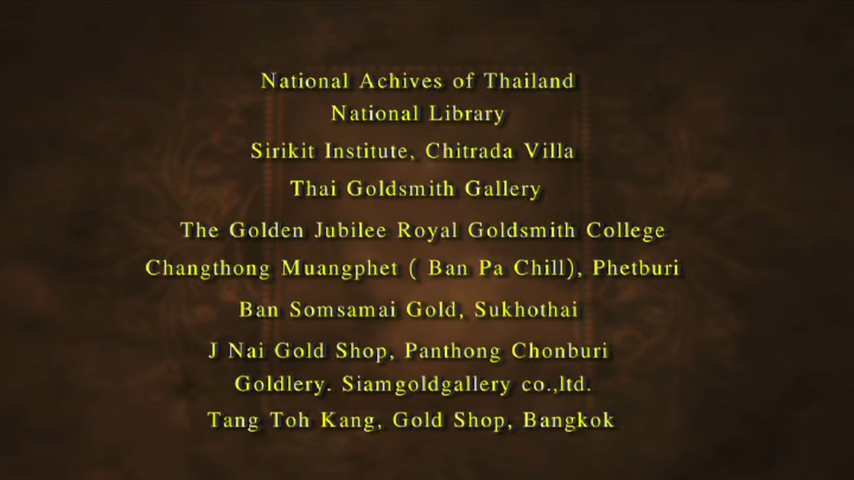 National Achives of Thailand
National Library
Sirikit Institute, Chitrada Villa
Thai Goldsmith Gallery
The Golden Jubilee Royal Goldsmith College
Changthong Muangphet ( Ban Pa Chill), Phetburi
Ban Somsamai Gold, Sukhothai
J Nai Gold Shop, Panthong Chonburi
Goldlery. Siamgoldgallery co.,ltd.
Tang Toh Kang, Gold Shop, Bangkok